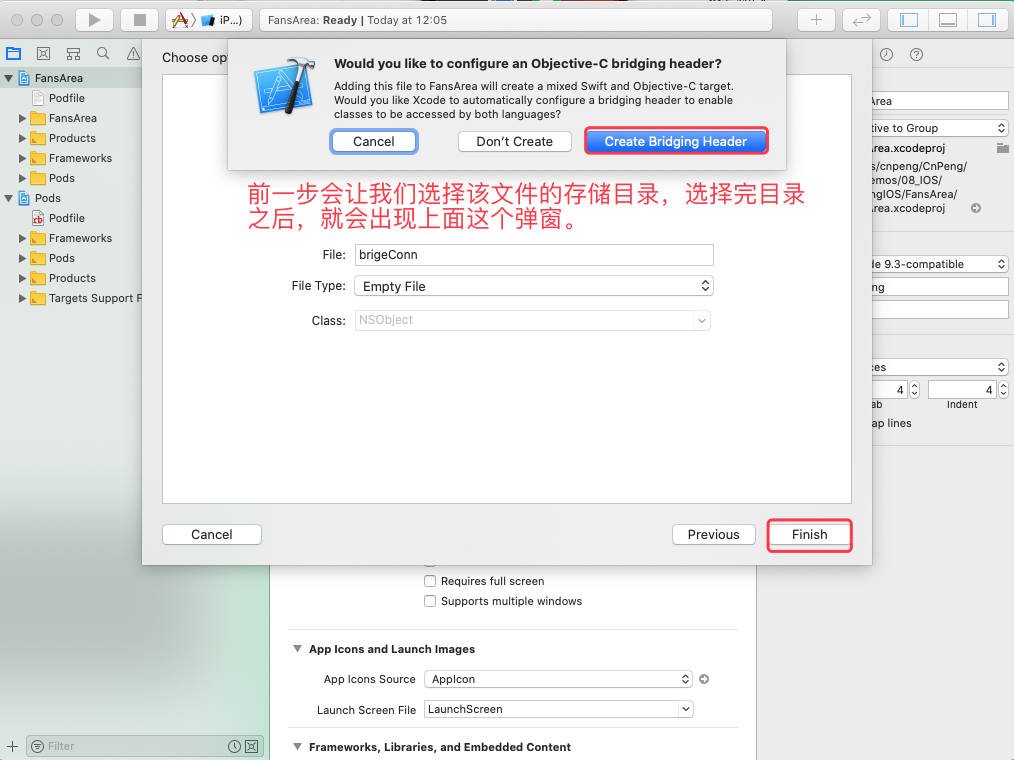 iP...)
FansArea: Ready | Today at 12:05
Choose op
Would you like to configure an Objective-C bridging header?
Adding this file to FansArea will create a mixed Swift and Objective-C target.
Would you like Xcode to automatically configure a bridging header to enable
classes to be accessed by both languages?
Cancel
Don't Create
Create Bridging Header
前一步会让我们选择该文件的存储目录，选择完目录
之后，就会出现上面这个弹窗。
File:
brigeConn
File Type:
Empty File
Class:
NSObject
Cancel
Previous
Finish
FansArea
Podfile
FansArea
Products
Frameworks
Pods
Pods
Podfile
Frameworks
Pods
Products
Targets Support F
Area
tive to Group
Area.xcodeproj
s/cnpeng/CnPeng/
emos/08_IOS/
ngIOS/FansArea/
Area.xcodeproj
de 9.3-compatible
ng
ces
4
4
ab
Indent
ap lines
Requires full screen
Supports multiple windows
App Icons and Launch Images
App Icons Source
AppIcon
Launch Screen File
LaunchScreen
Frameworks, Libraries, and Embedded Content
Filter